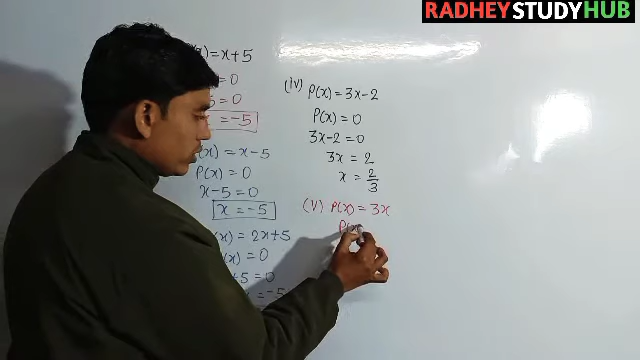 RADHEY STUDY HUB
) = x+5
) = 0
5 = 0
= -5
(x) = x-5
P(x) = 0
x-5 = 0
x = -5
(x) = 2x+5
(x) = 0
+5 = 0
= -5
(iv) P(x) = 3x-2
P(x) = 0
3x-2 = 0
3x = 2
x = 2/3
(V) P(x) = 3x
P(x